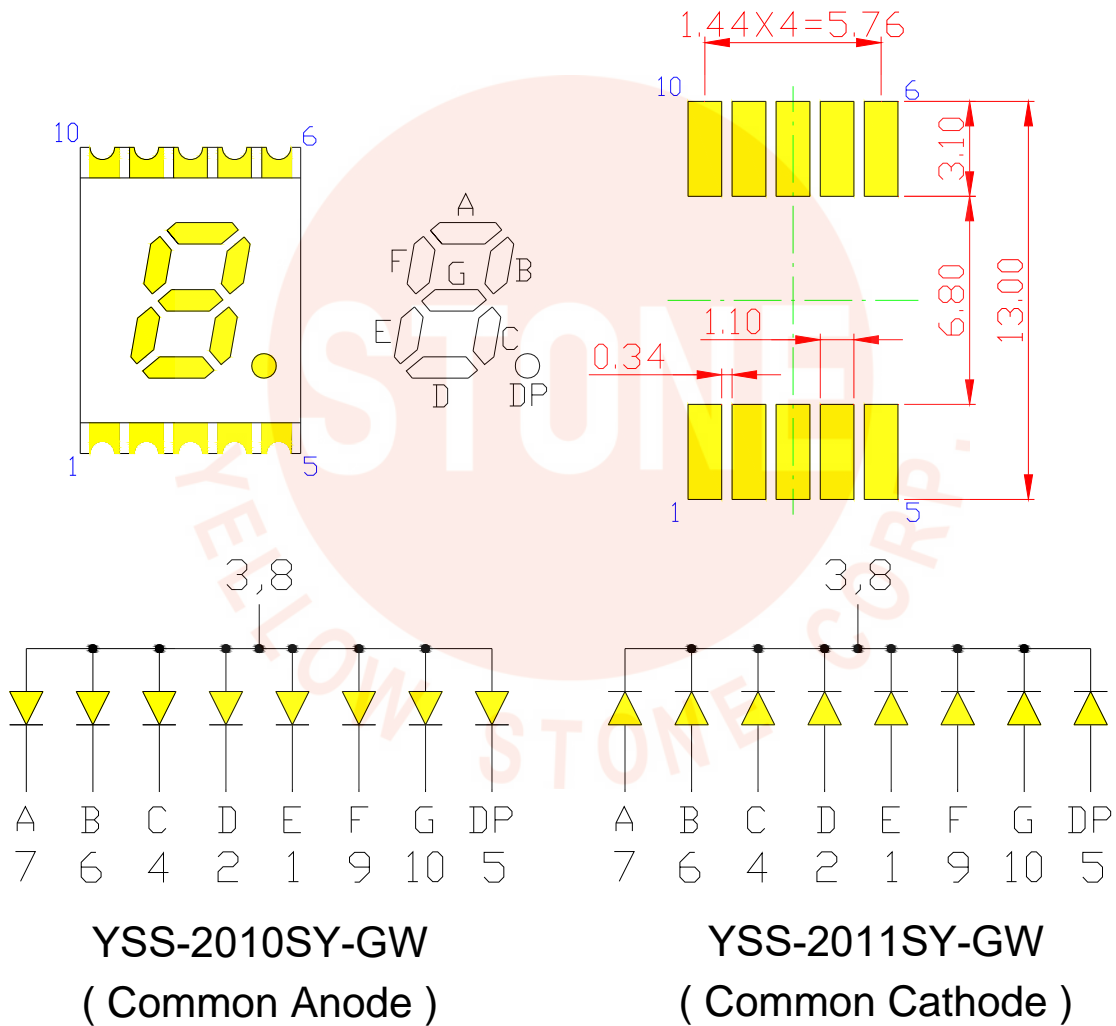 1.44X4=5.76
10
6
3.10
10
6
A
F
B
G
6.80
13.00
E
C
1.10
0.34
D
DP
1
5
1
5
STONE
YELLOW STONE CORP.
3,8
3,8
A B C D E F G DP
7 6 4 2 1 9 10 5
A B C D E F G DP
7 6 4 2 1 9 10 5
YSS-2010SY-GW
( Common Anode )
YSS-2011SY-GW
( Common Cathode )